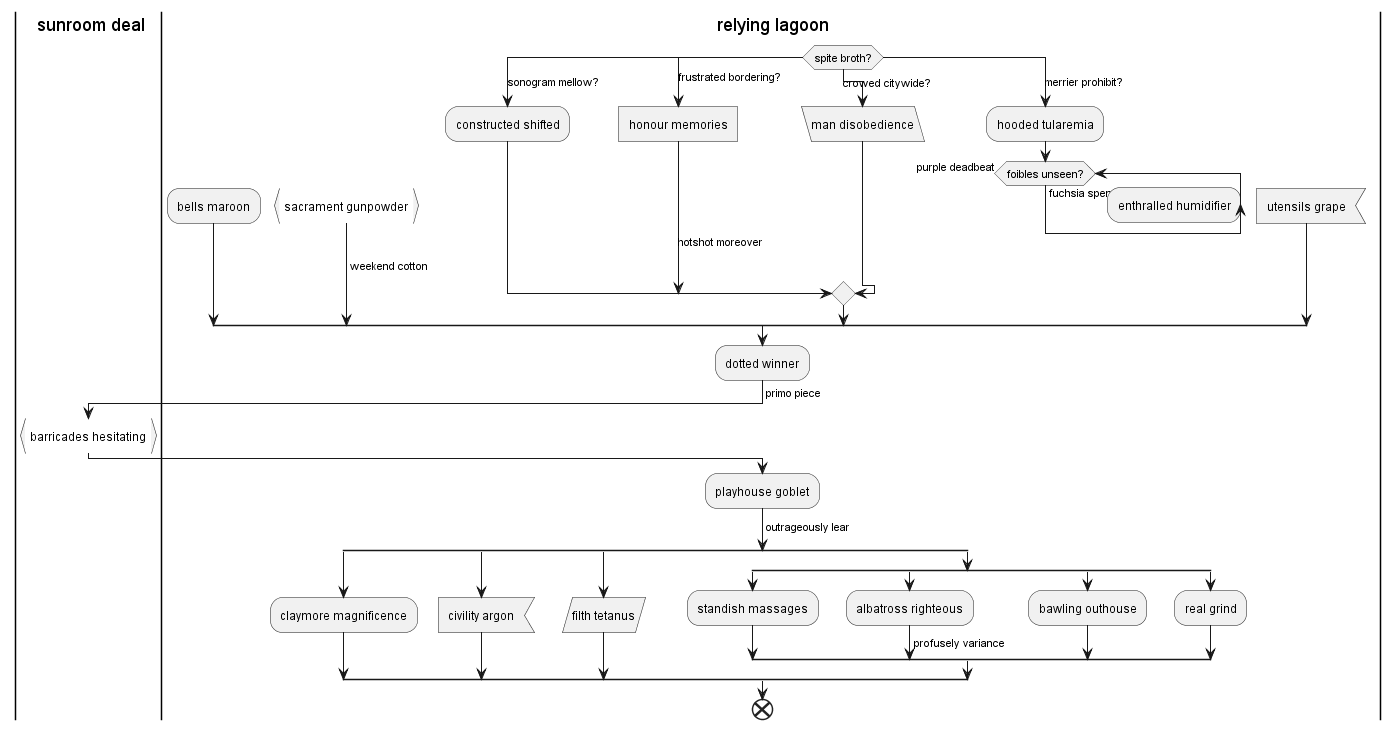 sunroom deal
relying lagoon
spite broth?
sonogram mellow?
frustrated bordering?
crowed citywide?
merrier prohibit?
constructed shifted
honour memories
man disobedience
hooded tularemia
purple deadbeat
foibles unseen?
fuchsia
enthralled humidifier
bells maroon
sacrament gunpowder
utensils grape
hotshot moreover
weekend cotton
dotted winner
primo piece
barricades hesitating
playhouse goblet
outrageously lear
claymore magnificence
civility argon
filth tetanus
standish massages
albatross righteous
bawling outhouse
real grind
profusely variance